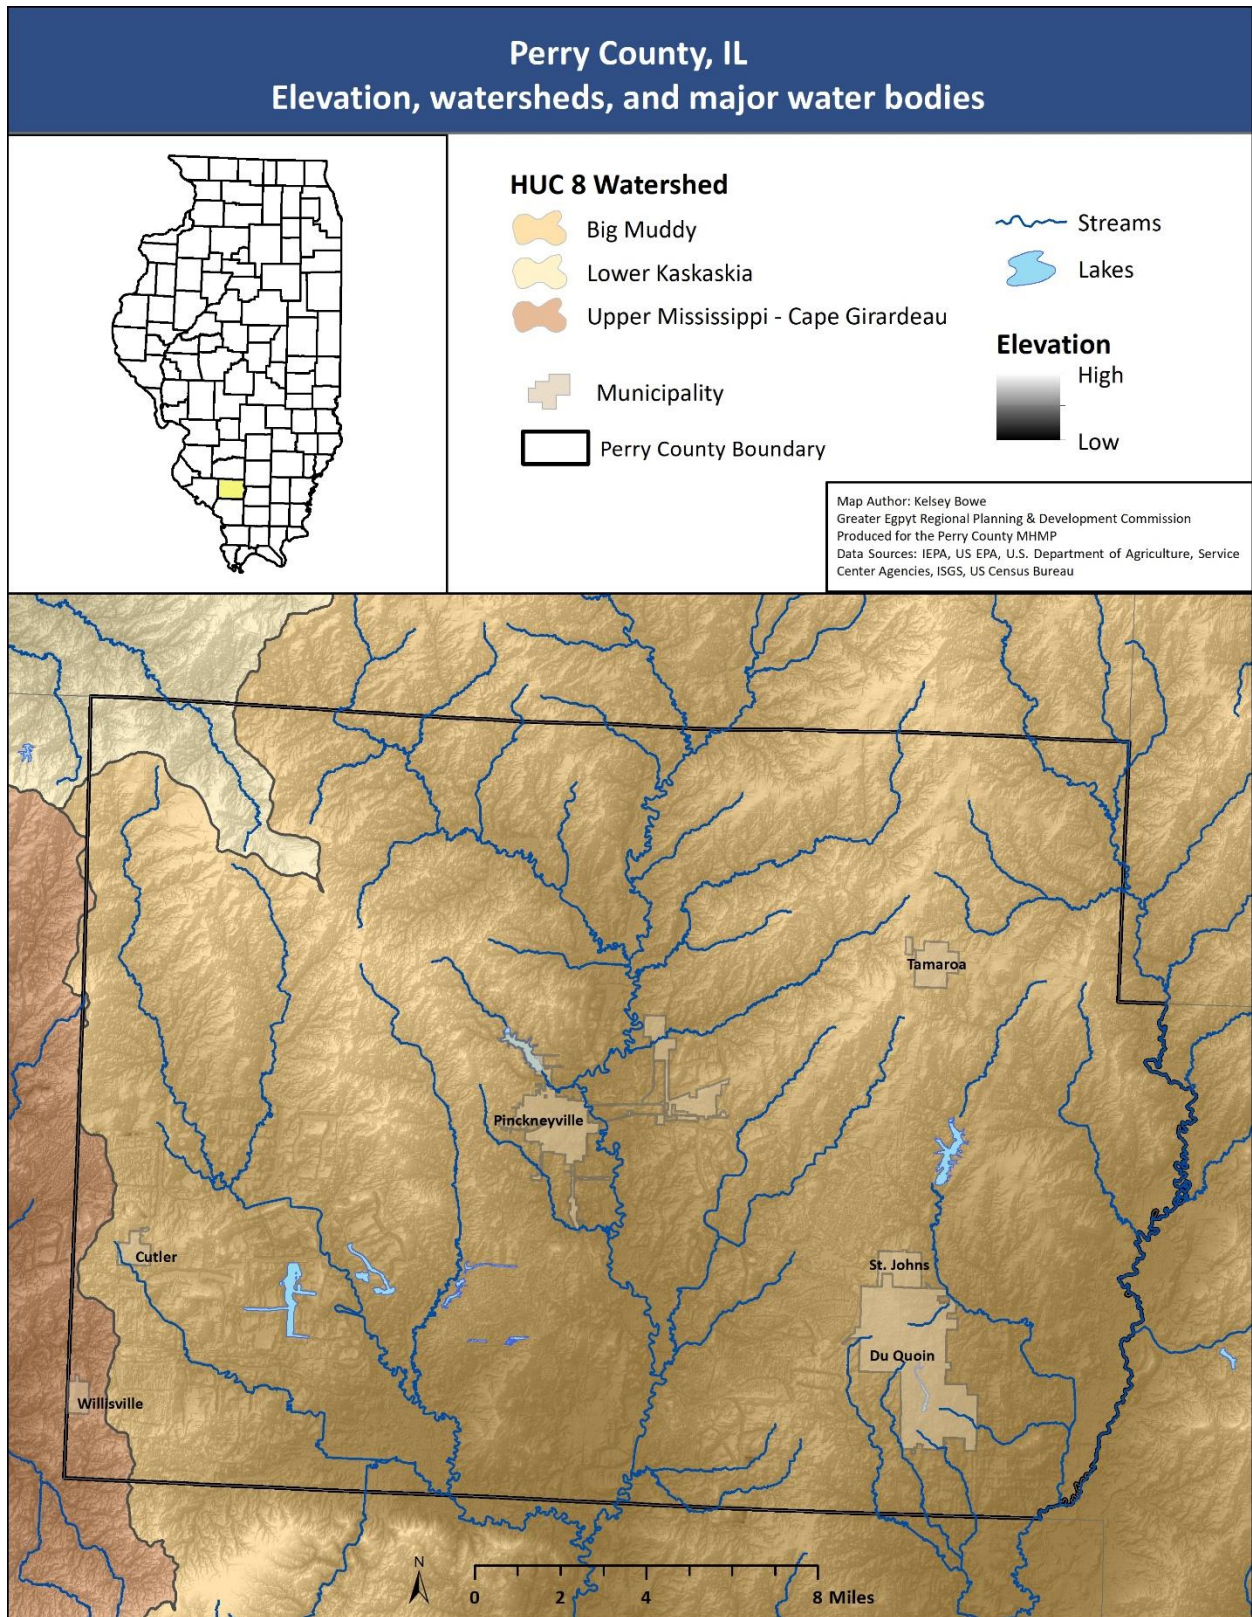 Perry County, IL
Elevation, watersheds, and major water bodies
HUC 8 Watershed
Big Muddy
Lower Kaskaskia
Upper Mississippi - Cape Girardeau
Municipality
Perry County Boundary
Streams
Lakes
Elevation
High
Low
Map Author: Kelsey Bowe
Greater Egpyt Regional Planning & Development Commission
Produced for the Perry County MHMP
Data Sources: IEPA, US EPA, U.S. Department of Agriculture, Service
Center Agencies, ISGS, US Census Bureau
Tamaroa
Pinckneyville
Cutler
St. Johns
Du Quoin
Willisville
N
0 2 4 8 Miles